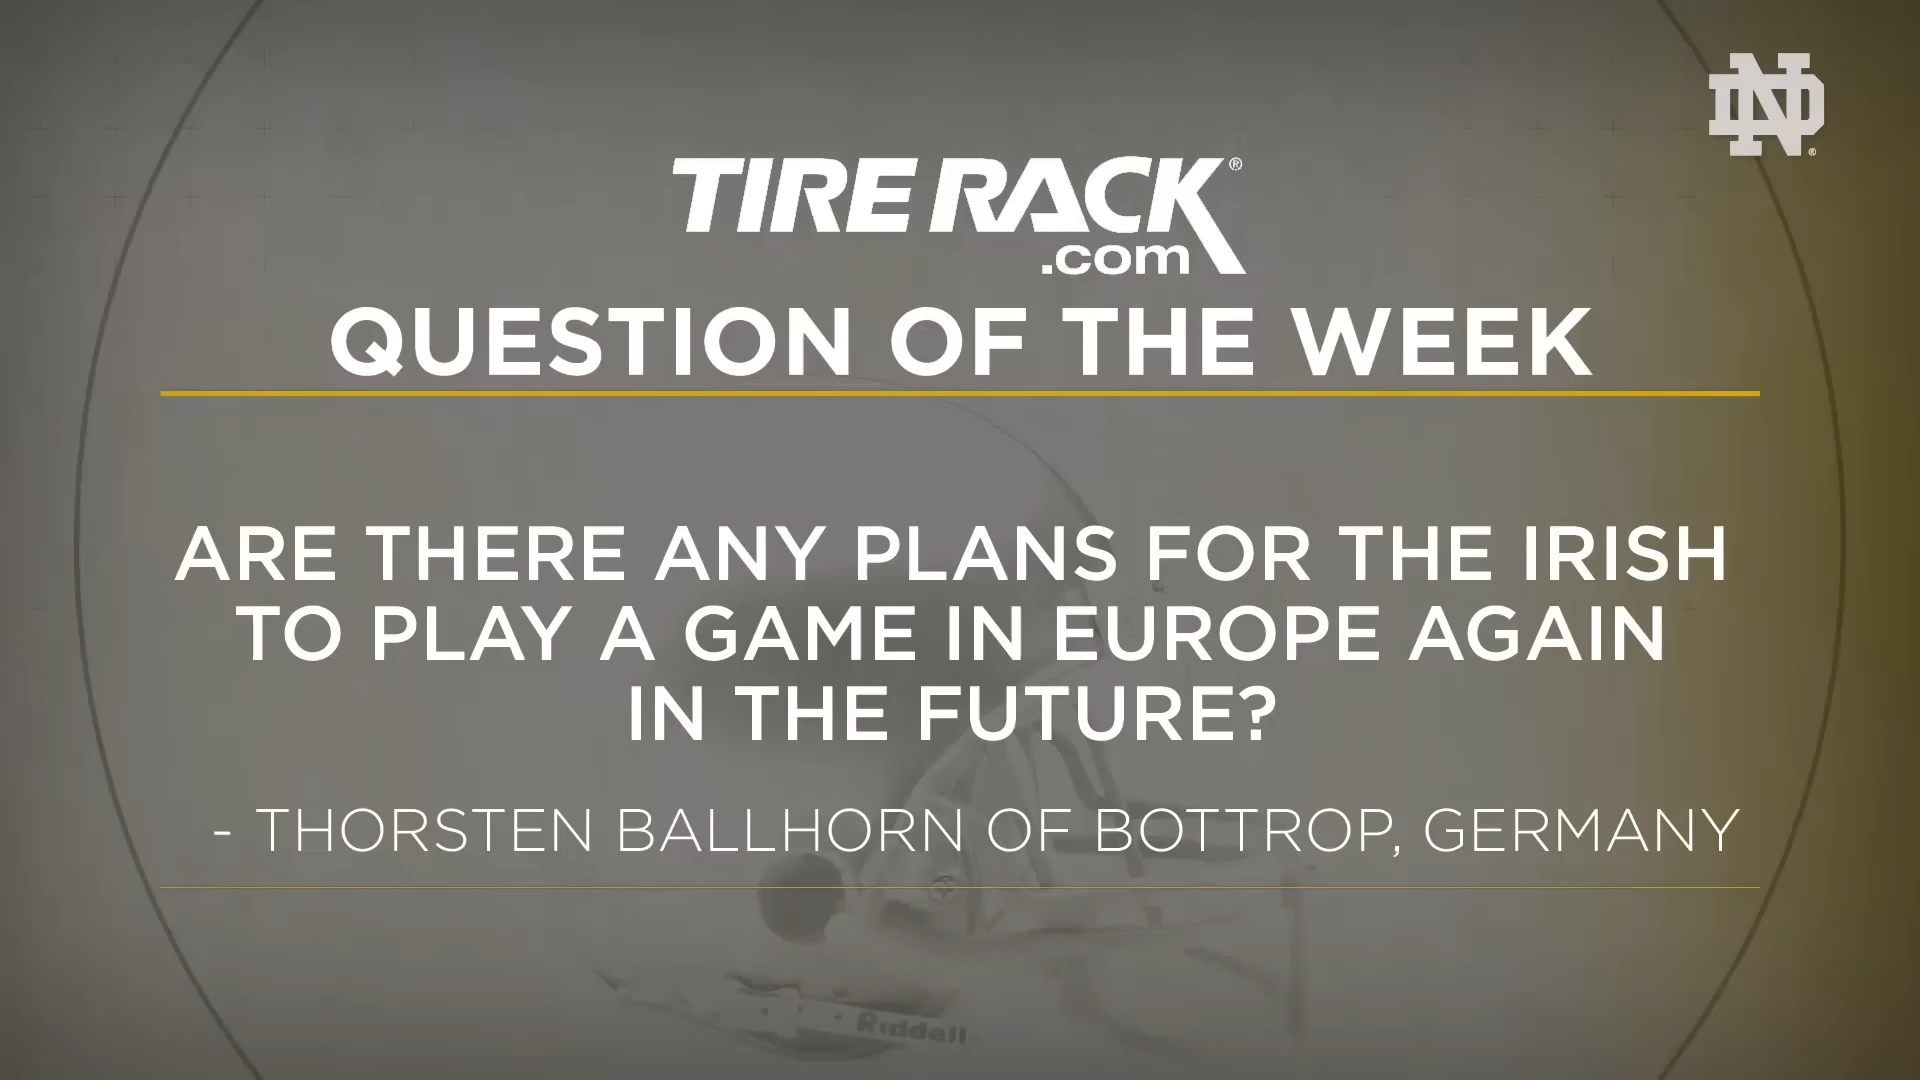 ND
TIRE RACK®
.com
QUESTION OF THE WEEK
ARE THERE ANY PLANS FOR THE IRISH
TO PLAY A GAME IN EUROPE AGAIN
IN THE FUTURE?
- THORSTEN BALLHORN OF BOTTROP, GERMANY
Riddell